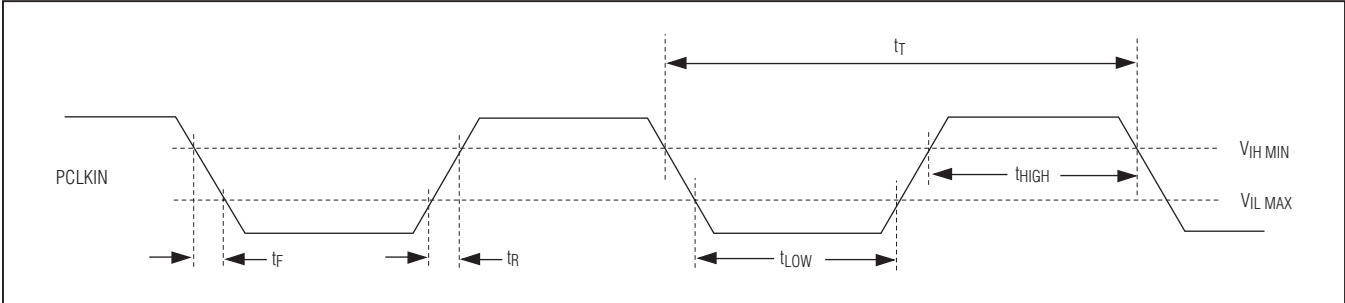 tT
VIH MIN
tHIGH
PCLKIN
VIL MAX
tF
tR
tLOW